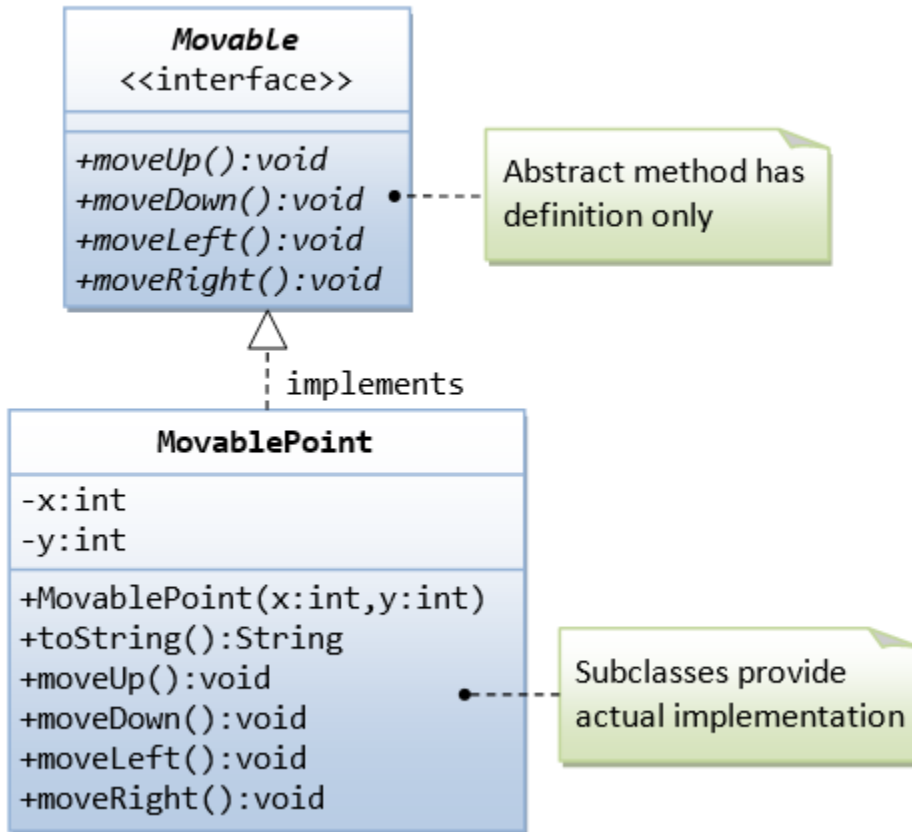 Movable
<<interface>>
+moveUp():void
+moveDown():void
+moveLeft():void
+moveRight():void
Abstract method has
definition only
implements
MovablePoint
-x:int
-y:int
+MovablePoint(x:int,y:int)
+toString():String
+moveUp():void
+moveDown():void
+moveLeft():void
+moveRight():void
Subclasses provide
actual implementation